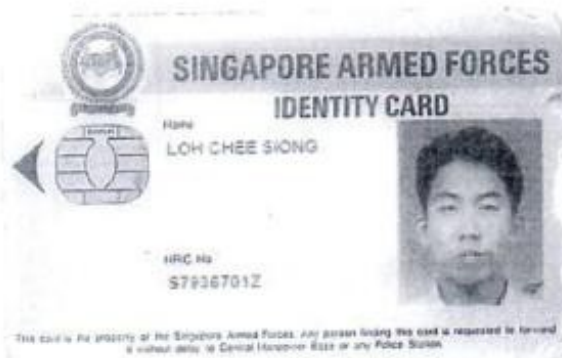 SINGAPORE ARMED FORCES
IDENTITY CARD
Name
LOH CHEE SIONG
NRIC No
S7936701Z
This card is the property of the Singapore Armed Forces. Any person finding this card is requested to forward
it without delay to Central Manpower Base or any Police Station